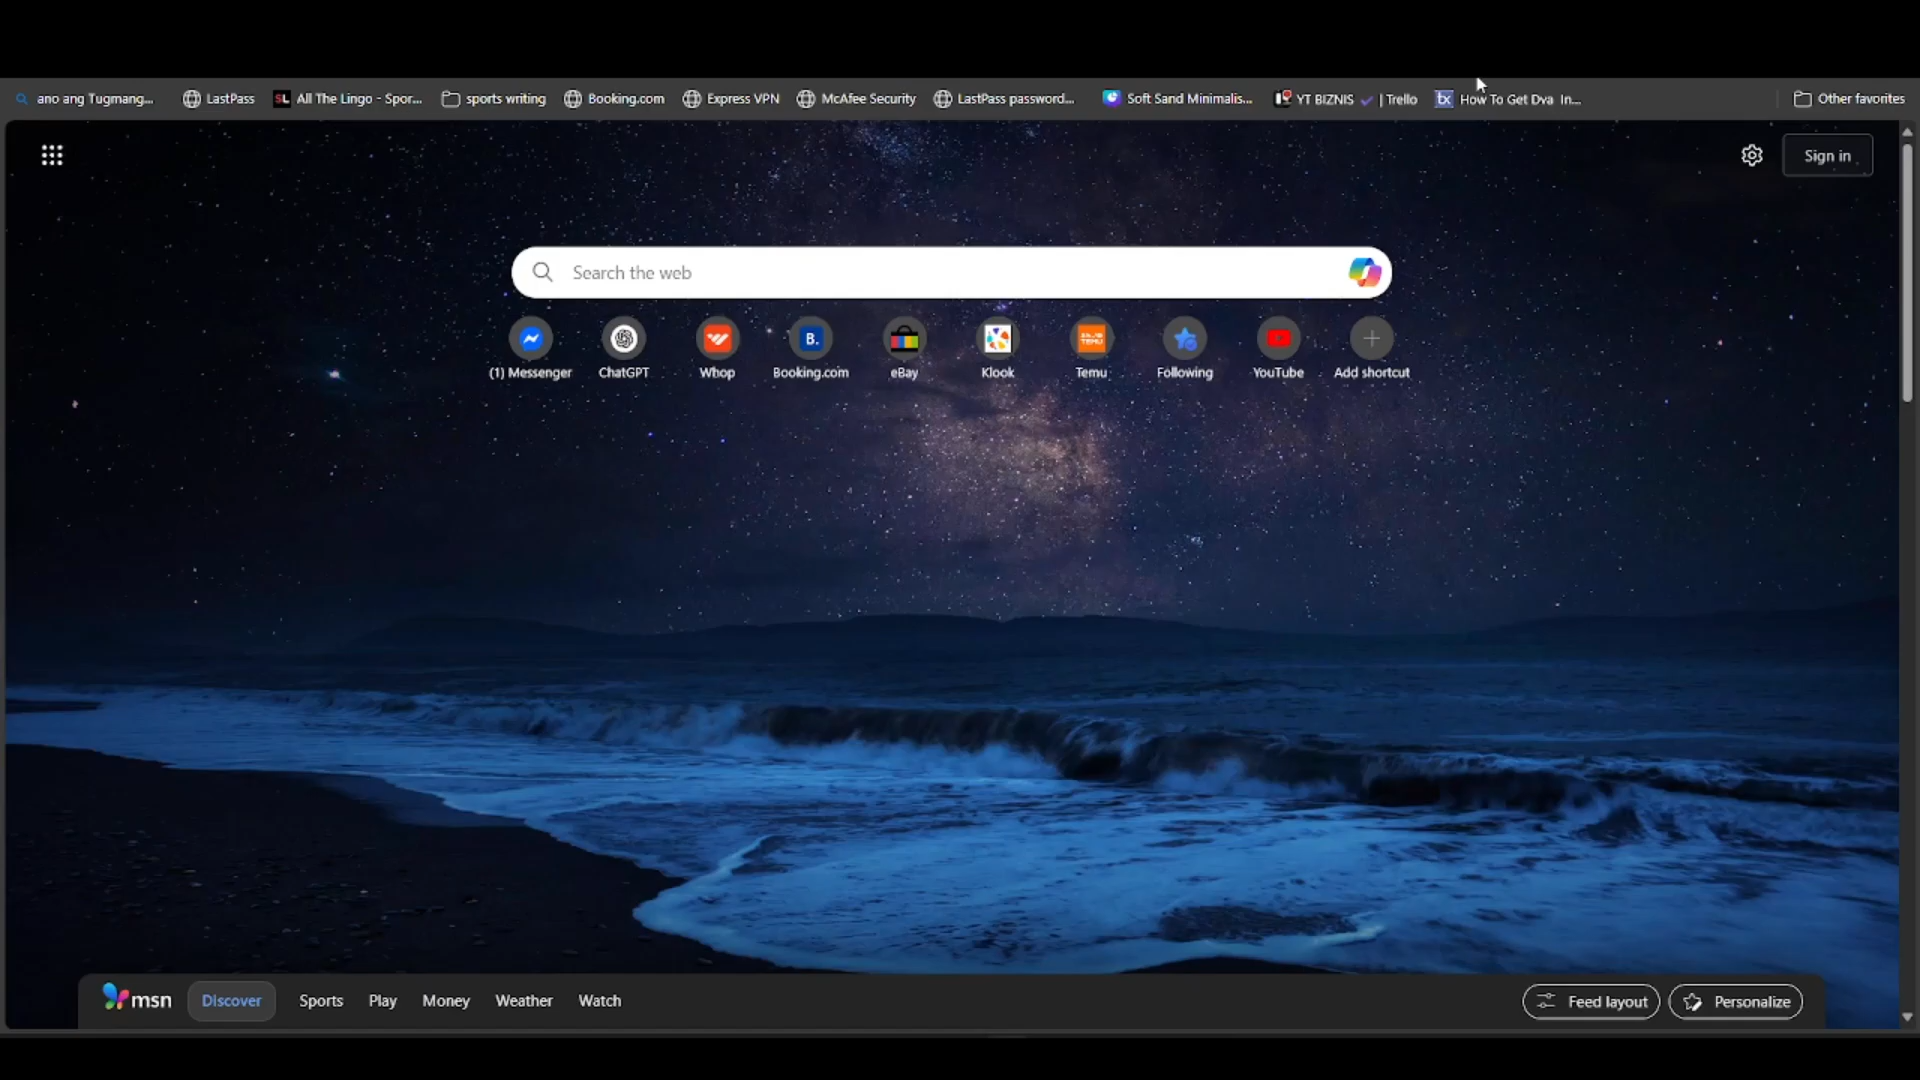 ano ang Tugmang...
LastPass
SL All The Lingo - Spor...
sports writing
Booking.com
Express VPN
McAfee Security
LastPass password...
Soft Sand Minimalis...
YT BIZNIS ✓ | Trello
bx How To Get Dva In...
Other favorites
Sign in
Search the web
(1) Messenger
ChatGPT
Whop
B.
Booking.com
eBay
Klook
TEMU
Temu
Following
YouTube
Add shortcut
msn
Discover
Sports
Play
Money
Weather
Watch
Feed layout
Personalize